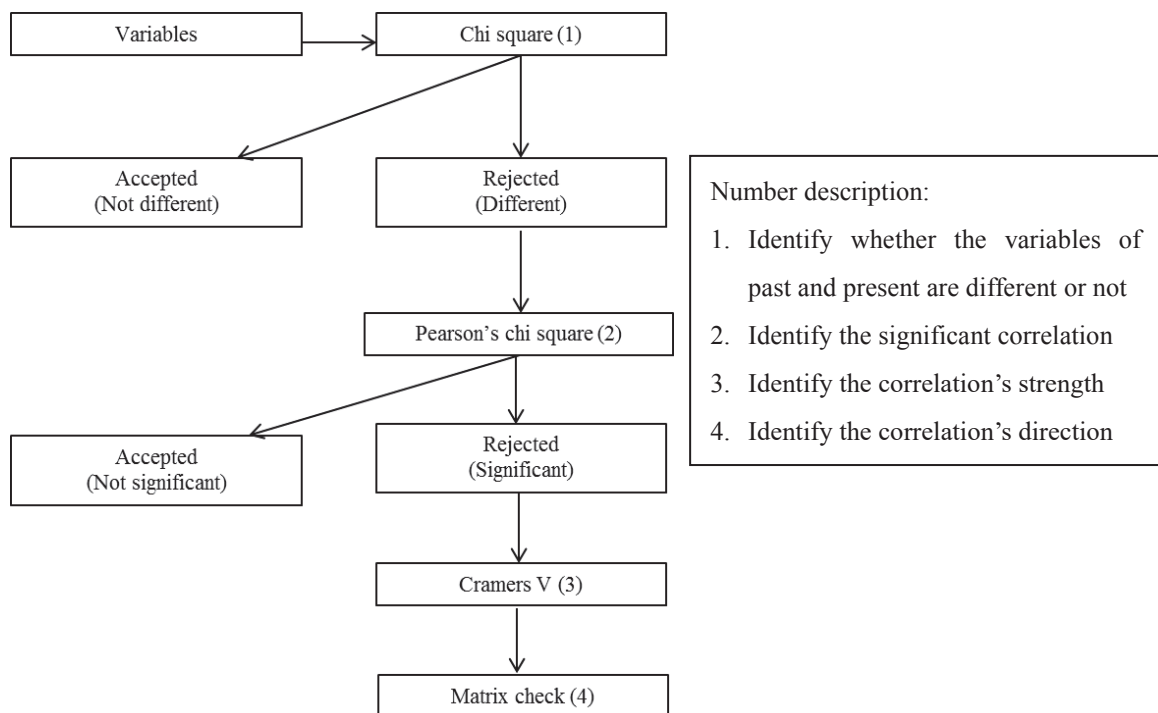 Variables
Chi square (1)
Accepted
(Not different)
Rejected
(Different)
Pearson's chi square (2)
Accepted
(Not significant)
Rejected
(Significant)
Cramers V (3)
Matrix check (4)
Number description:
1. Identify whether the variables of
past and present are different or not
2. Identify the significant correlation
3. Identify the correlation’s strength
4. Identify the correlation’s direction